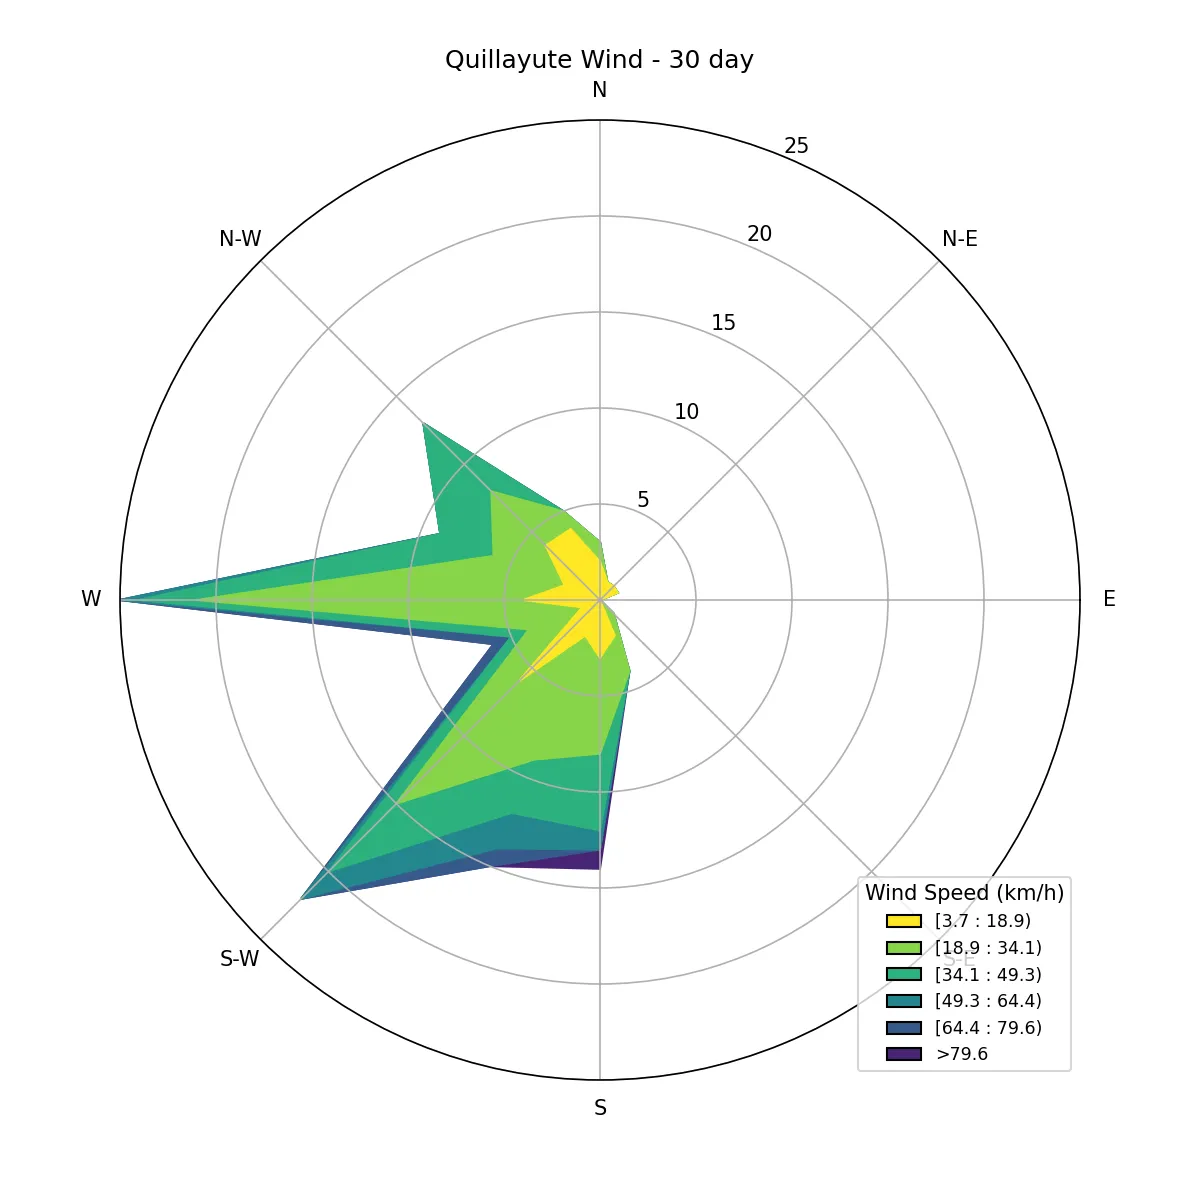 Quillayute Wind - 30 day
N
25
N-W
N-E
20
15
10
5
W
E
Wind Speed (km/h)
[3.7 : 18.9)
[18.9 : 34.1)
S-W
S-E
[34.1 : 49.3)
[49.3 : 64.4)
[64.4 : 79.6)
>79.6
S